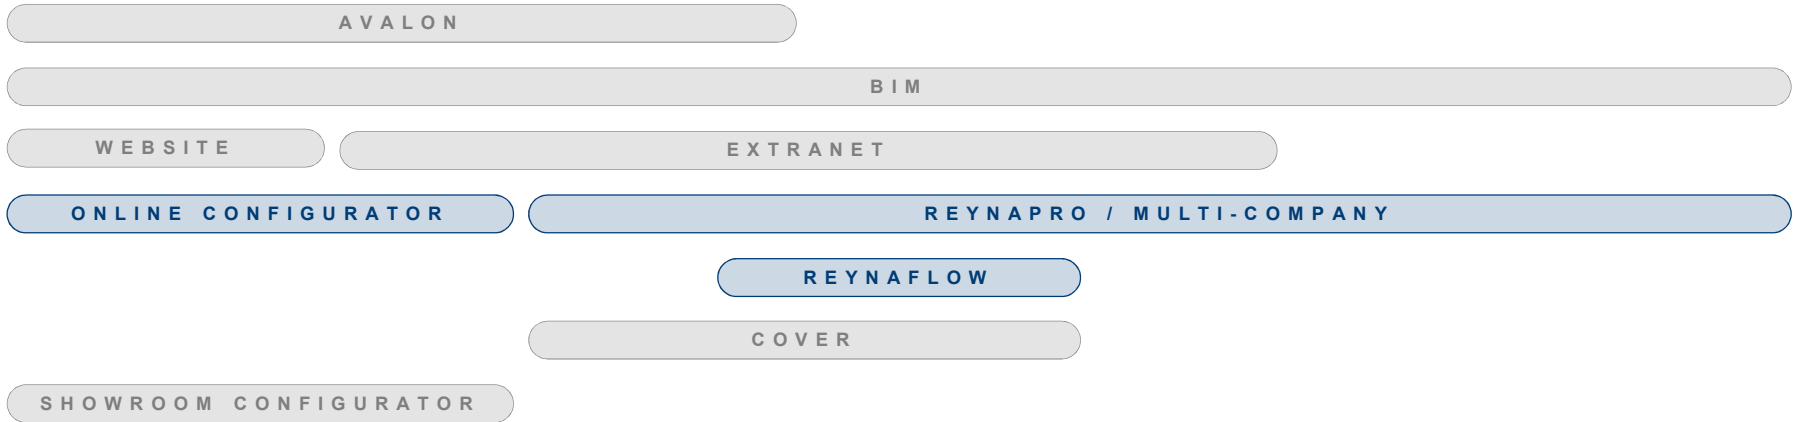 AVALON
BIM
WEBSITE
EXTRANET
ONLINE CONFIGURATOR
REYNAPRO / MULTI-COMPANY
REYNAFLOW
COVER
SHOWROOM CONFIGURATOR